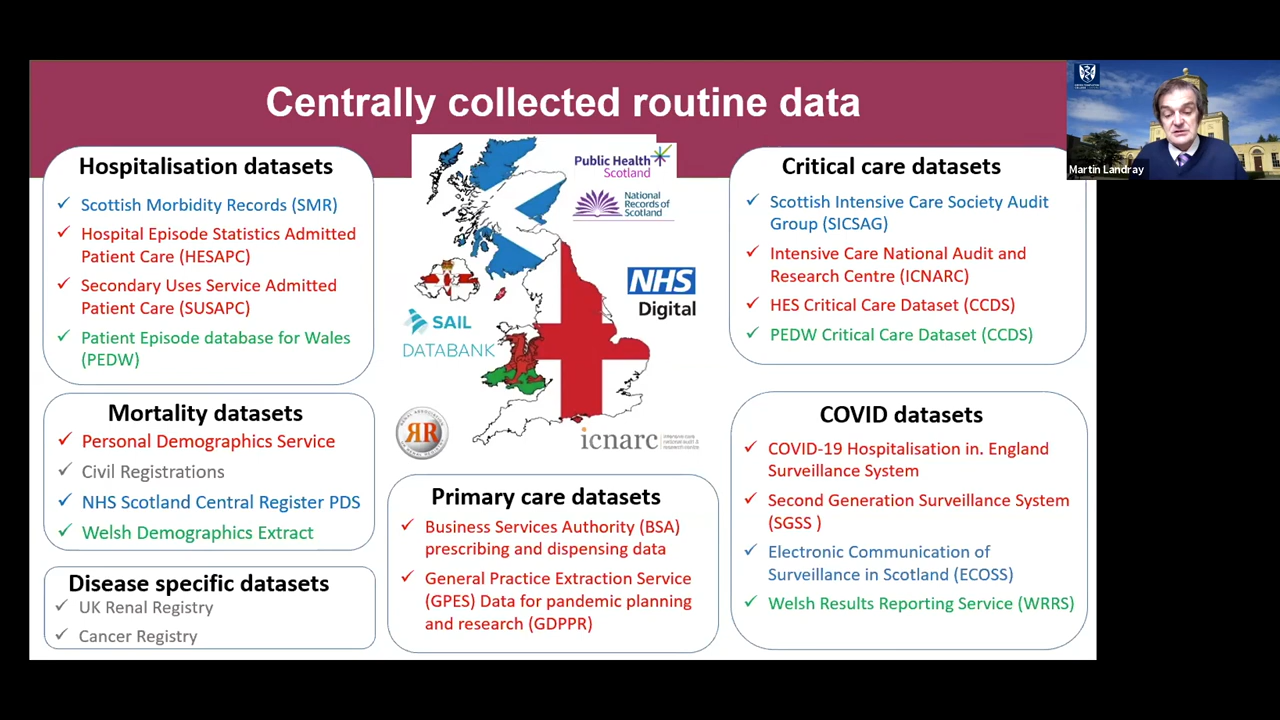 Centrally collected routine data
Martin Landray
Hospitalisation datasets
✓ Scottish Morbidity Records (SMR)
✓ Hospital Episode Statistics Admitted
Patient Care (HESAPC)
✓ Secondary Uses Service Admitted
Patient Care (SUSAPC)
✓ Patient Episode database for Wales
(PEDW)
Mortality datasets
✓ Personal Demographics Service
✓ Civil Registrations
✓ NHS Scotland Central Register PDS
✓ Welsh Demographics Extract
Disease specific datasets
✓ UK Renal Registry
✓ Cancer Registry
Public Health
Scotland
National
Records of
Scotland
NHS
Digital
SAIL
DATABANK
RR
icnarc
Primary care datasets
✓ Business Services Authority (BSA)
prescribing and dispensing data
✓ General Practice Extraction Service
(GPES) Data for pandemic planning
and research (GDPPR)
Critical care datasets
✓ Scottish Intensive Care Society Audit
Group (SICSAG)
✓ Intensive Care National Audit and
Research Centre (ICNARC)
✓ HES Critical Care Dataset (CCDS)
✓ PEDW Critical Care Dataset (CCDS)
COVID datasets
✓ COVID-19 Hospitalisation in. England
Surveillance System
✓ Second Generation Surveillance System
(SGSS )
✓ Electronic Communication of
Surveillance in Scotland (ECOSS)
✓ Welsh Results Reporting Service (WRRS)